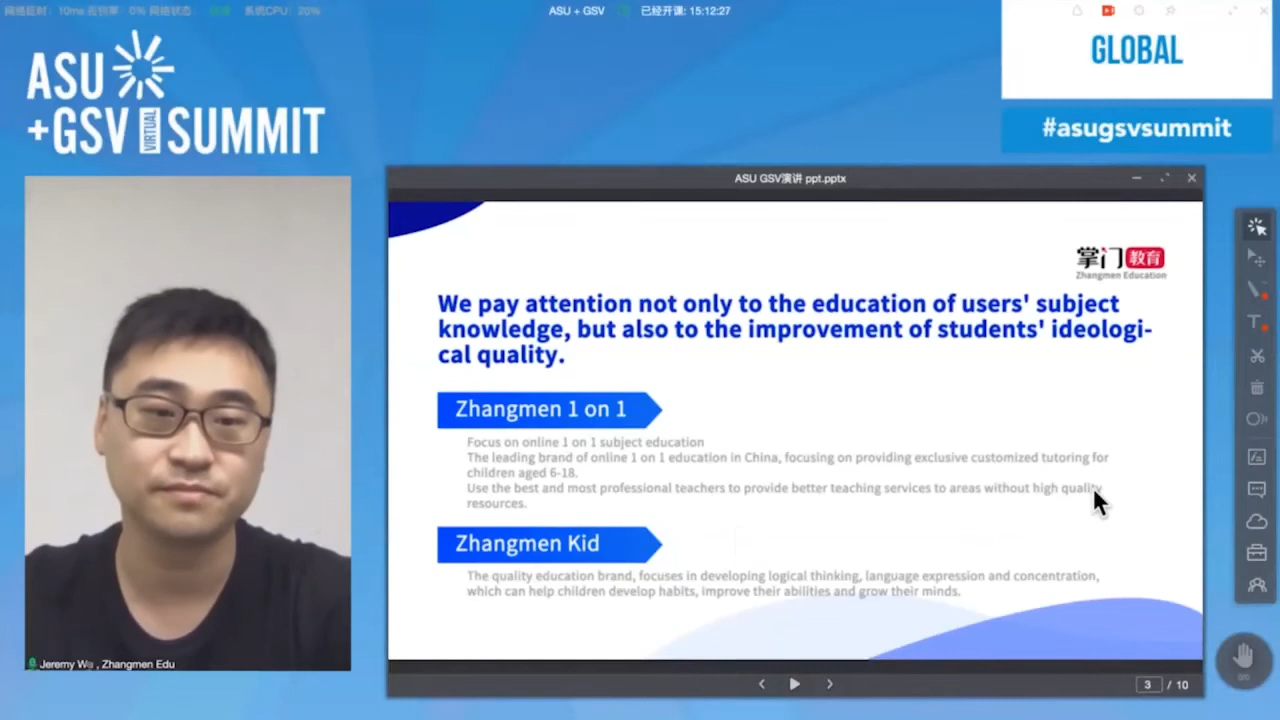 网络延时: 10ms 丢包率: 0% 网络状态: 系统CPU: 20%
ASU + GSV 已经开课: 15:12:27
ASU
+GSV VIRTUAL SUMMIT
GLOBAL
#asugsvsummit
ASU GSV演讲 ppt.pptx
掌门教育
Zhangmen Education
We pay attention not only to the education of users' subject
knowledge, but also to the improvement of students' ideologi-
cal quality.
Zhangmen 1 on 1
Focus on online 1 on 1 subject education
The leading brand of online 1 on 1 education in China, focusing on providing exclusive customized tutoring for
children aged 6-18.
Use the best and most professional teachers to provide better teaching services to areas without high quality
resources.
Zhangmen Kid
The quality education brand, focuses in developing logical thinking, language expression and concentration,
which can help children develop habits, improve their abilities and grow their minds.
Jeremy , Zhangmen Edu
3 / 10
0/0